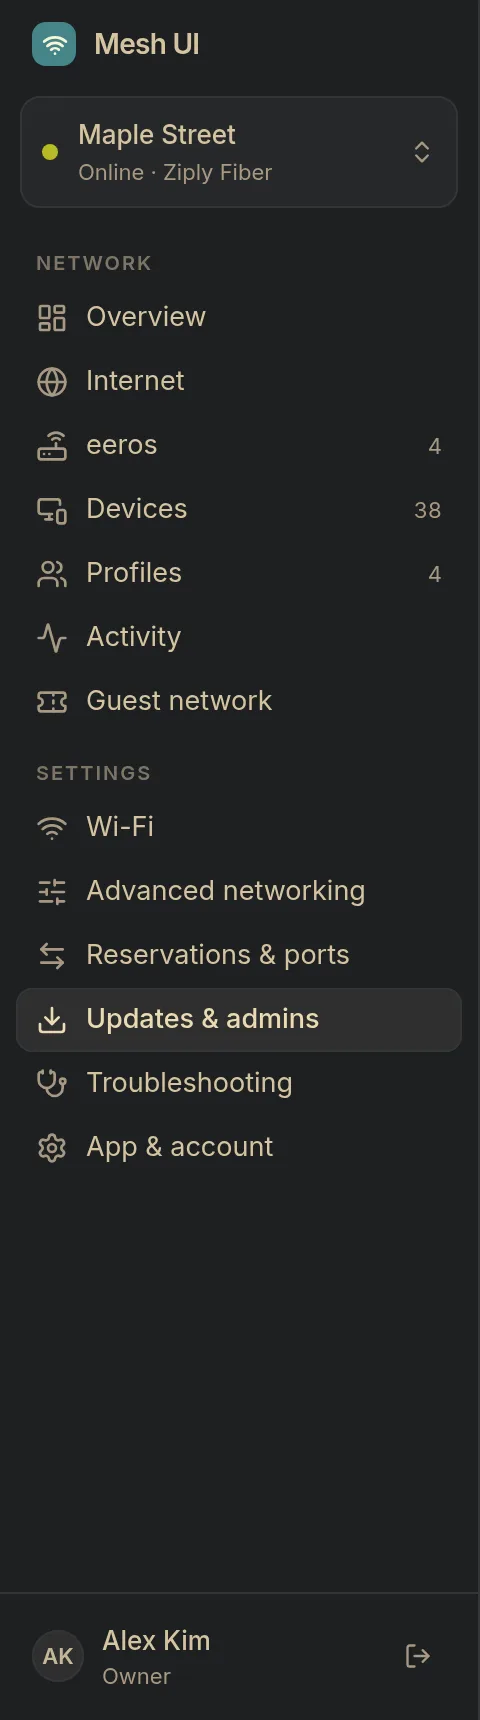 Mesh UI
Maple Street
Online · Ziply Fiber
NETWORK
Overview
Internet
eeros 4
Devices 38
Profiles 4
Activity
Guest network
SETTINGS
Wi-Fi
Advanced networking
Reservations & ports
Updates & admins
Troubleshooting
App & account
AK
Alex Kim
Owner